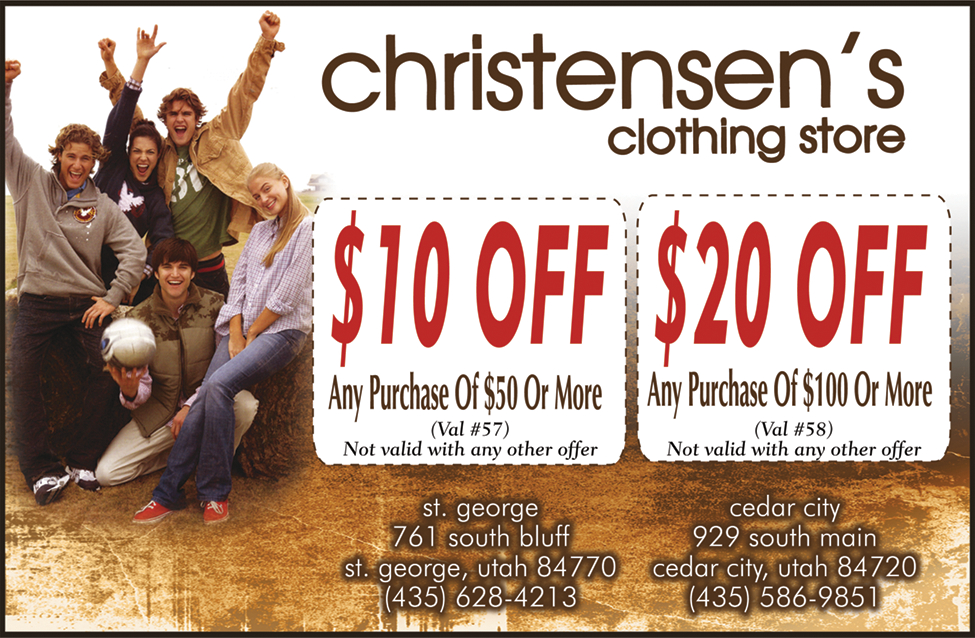 christensen's
clothing store
$10 OFF
Any Purchase Of $50 Or More
(Val #57)
Not valid with any other offer
$20 OFF
Any Purchase Of $100 Or More
(Val #58)
Not valid with any other offer
st. george
761 south bluff
st. george, utah 84770
(435) 628-4213
cedar city
929 south main
cedar city, utah 84720
(435) 586-9851